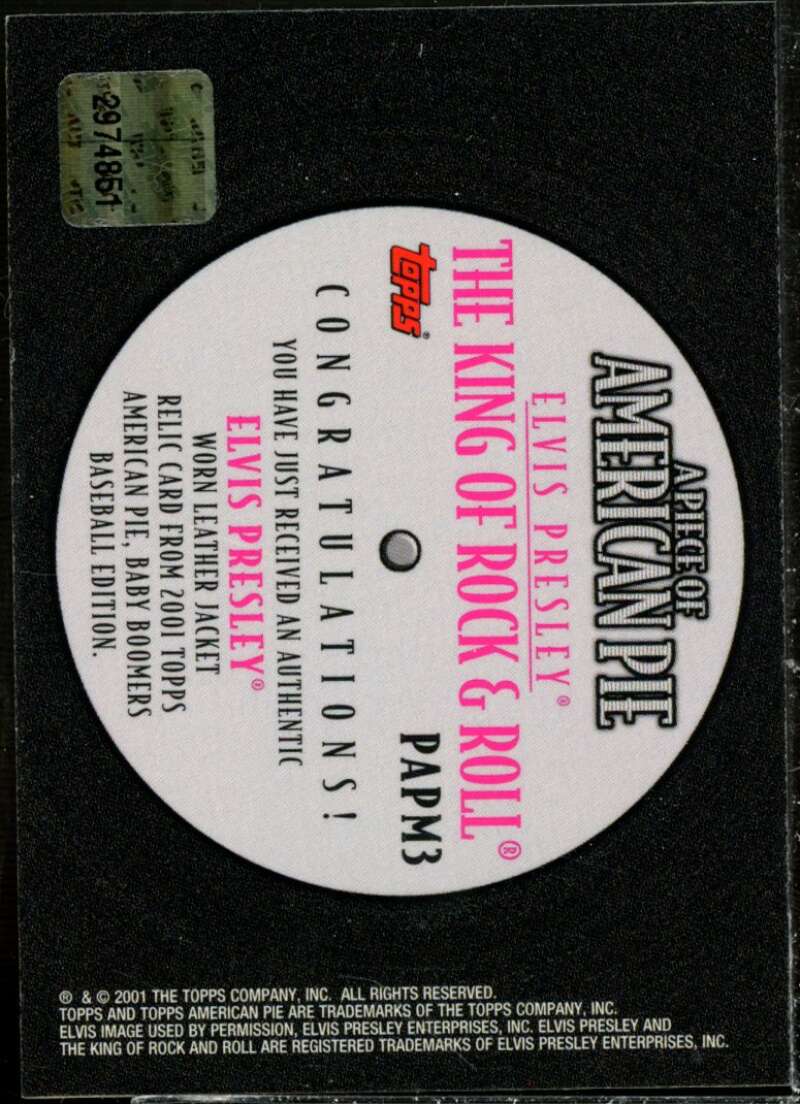 A PIECE OF
AMERICAN PIE
ELVIS PRESLEY®
THE KING OF ROCK & ROLL®
topps®
PAPM3
CONGRATULATIONS!
YOU HAVE JUST RECEIVED AN AUTHENTIC
ELVIS PRESLEY®
WORN LEATHER JACKET
RELIC CARD FROM 2001 TOPPS
AMERICAN PIE, BABY BOOMERS
BASEBALL EDITION.
2974851
® & © 2001 THE TOPPS COMPANY, INC. ALL RIGHTS RESERVED.
TOPPS AND TOPPS AMERICAN PIE ARE TRADEMARKS OF THE TOPPS COMPANY, INC.
ELVIS IMAGE USED BY PERMISSION, ELVIS PRESLEY ENTERPRISES, INC. ELVIS PRESLEY AND
THE KING OF ROCK AND ROLL ARE REGISTERED TRADEMARKS OF ELVIS PRESLEY ENTERPRISES, INC.